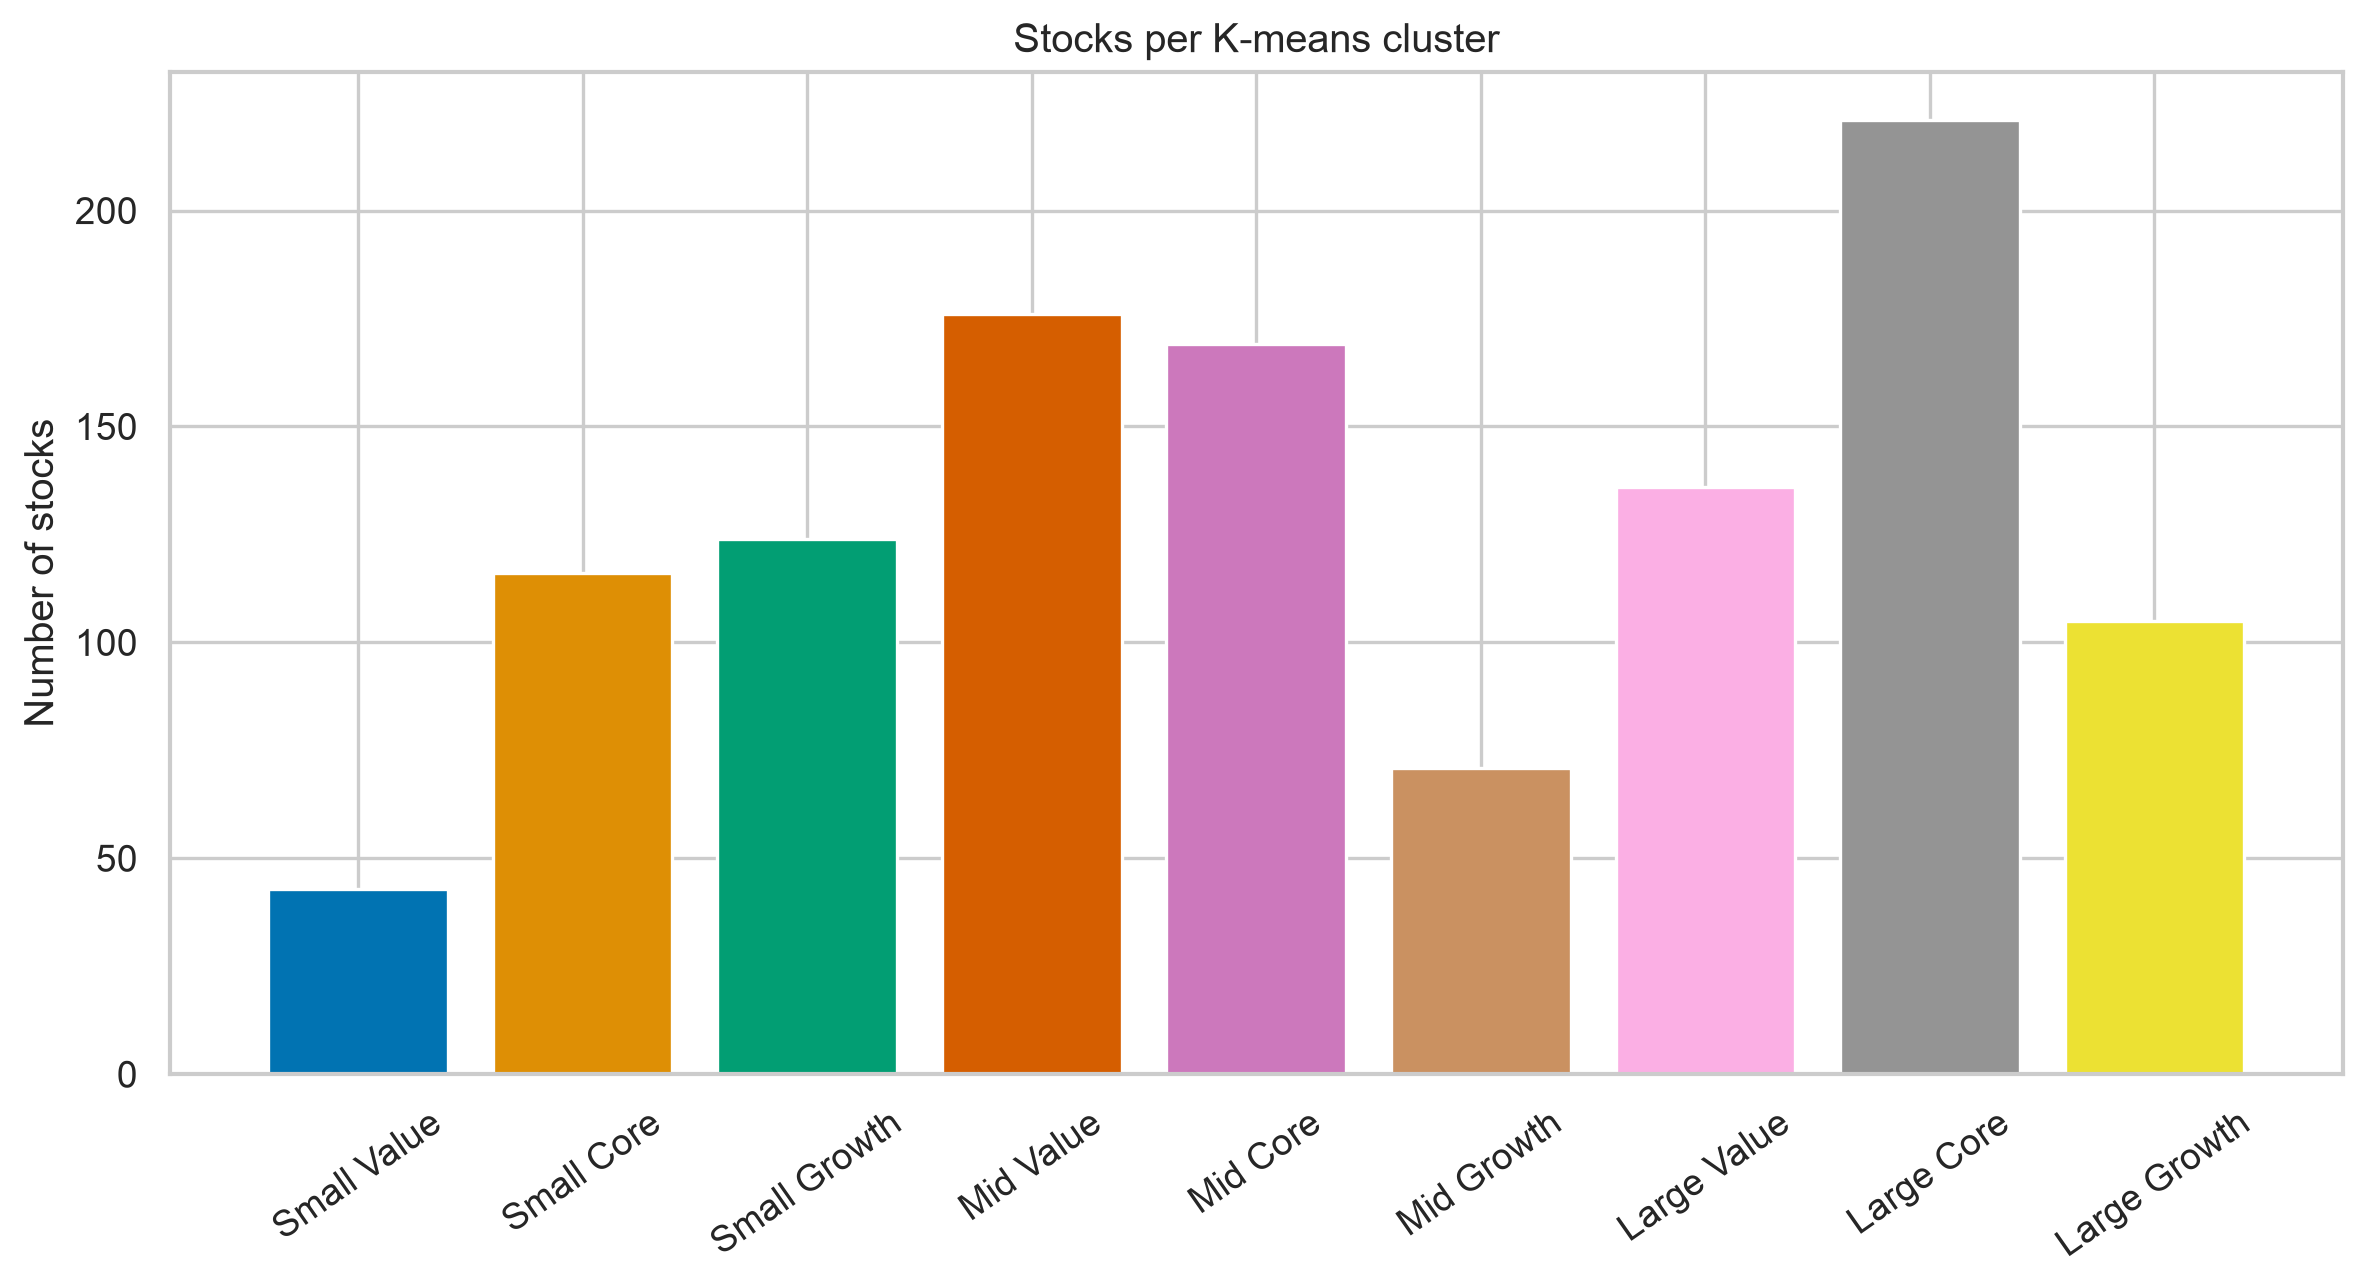 Stocks per K-means cluster
Number of stocks
200
150
100
50
0
Small Value
Small Core
Small Growth
Mid Value
Mid Core
Mid Growth
Large Value
Large Core
Large Growth